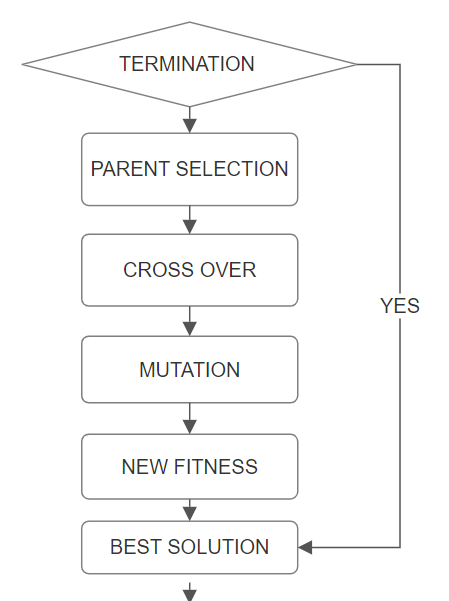 TERMINATION
PARENT SELECTION
CROSS OVER
YES
MUTATION
NEW FITNESS
BEST SOLUTION